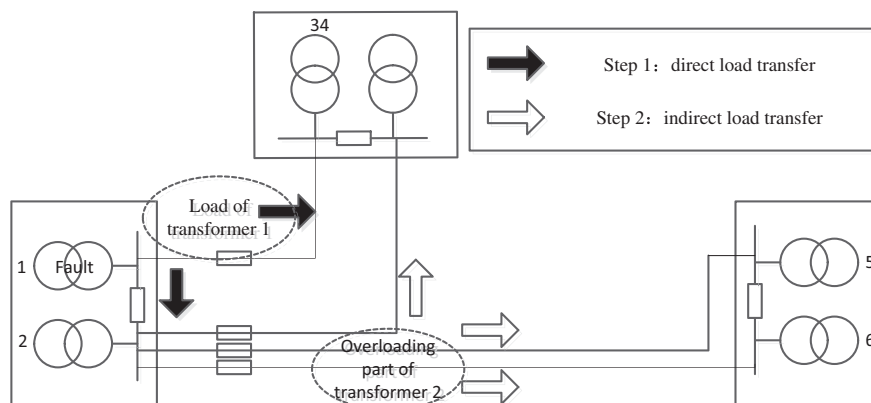 34
Step 1：direct load transfer
Step 2：indirect load transfer
Load of
transformer 1
1
Fault
5
2
6
Overloading
part of
transformer 2